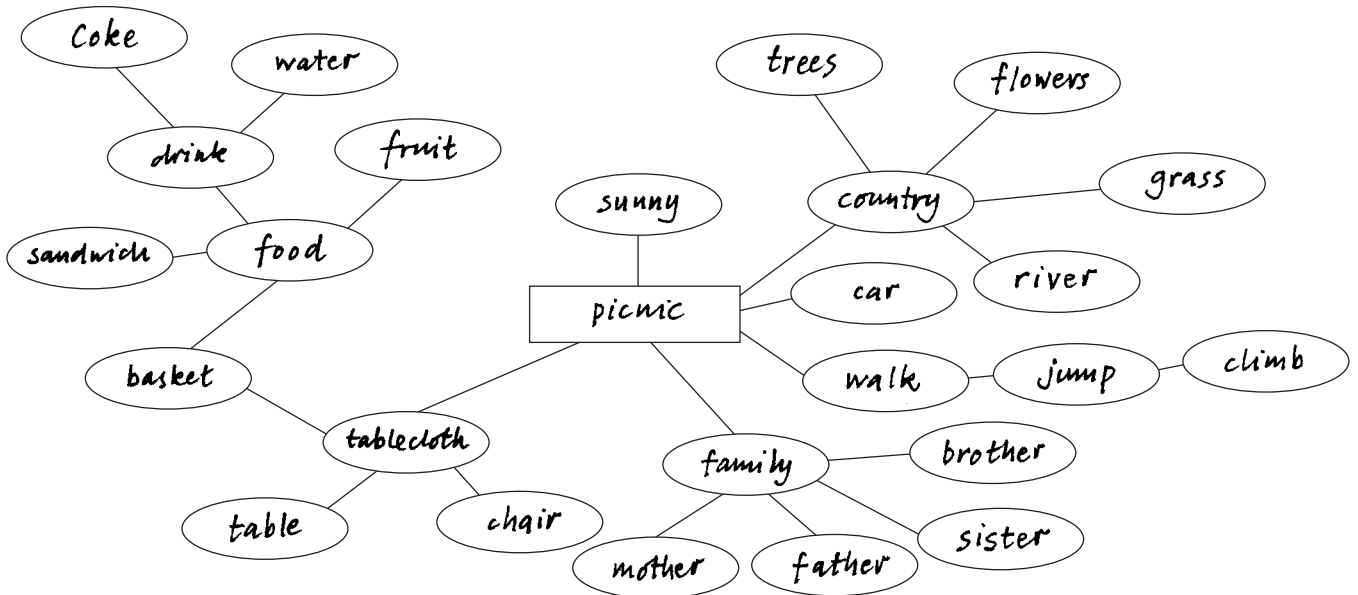 Coke
water
trees
flowers
drink
fruit
country
grass
sunny
sandwich
food
car
river
picnic
basket
walk
jump
climb
tablecloth
family
brother
table
chair
mother
father
sister